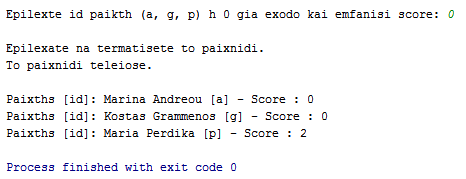 Epilexte id paikth (a, g, p) h 0 gia exodo kai emfanisi score: 0
Epilexate na termatisete to paixnidi.
To paixnidi teleiose.
Paixths [id]: Marina Andreou [a] - Score : 0
Paixths [id]: Kostas Grammenos [g] - Score : 0
Paixths [id]: Maria Perdika [p] - Score : 2
Process finished with exit code 0